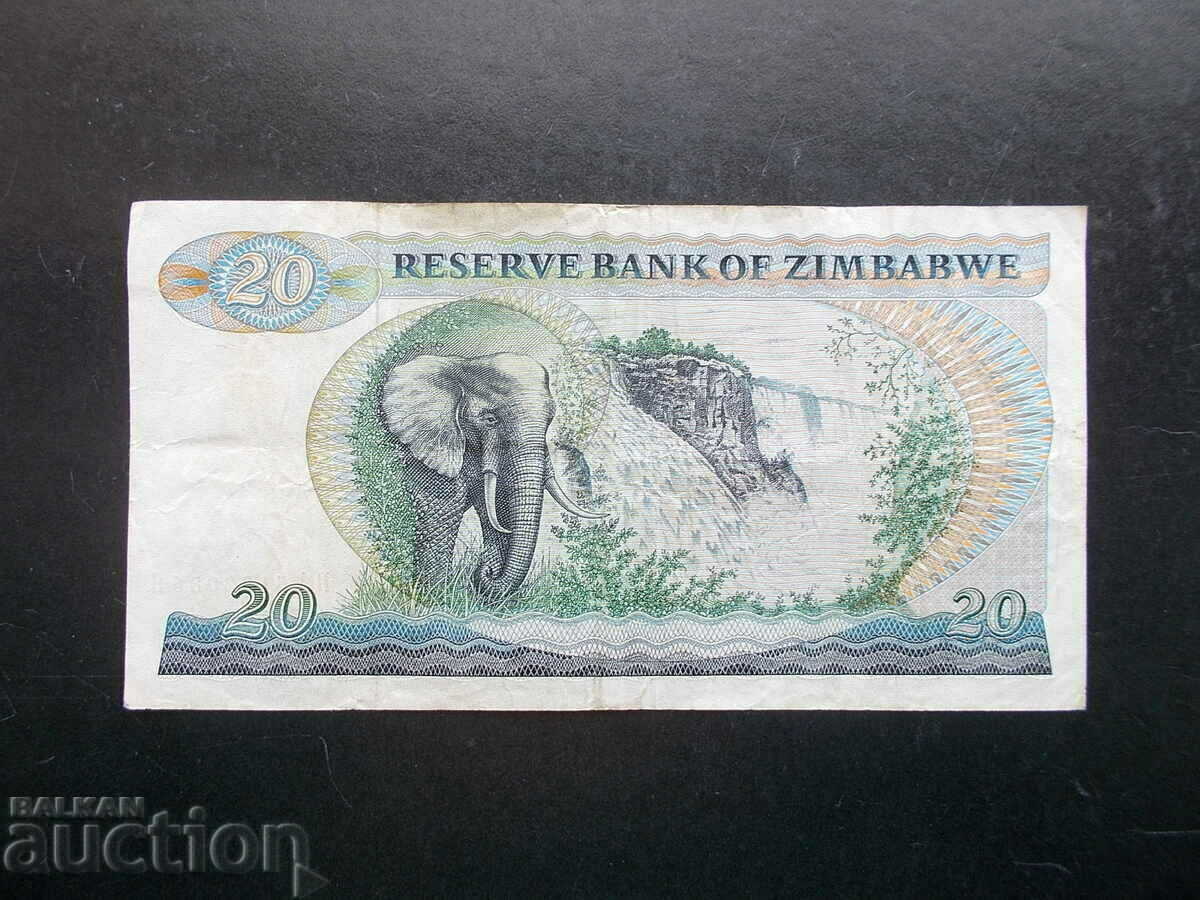 20
RESERVE BANK OF ZIMBABWE
20
20
BALKAN
auction